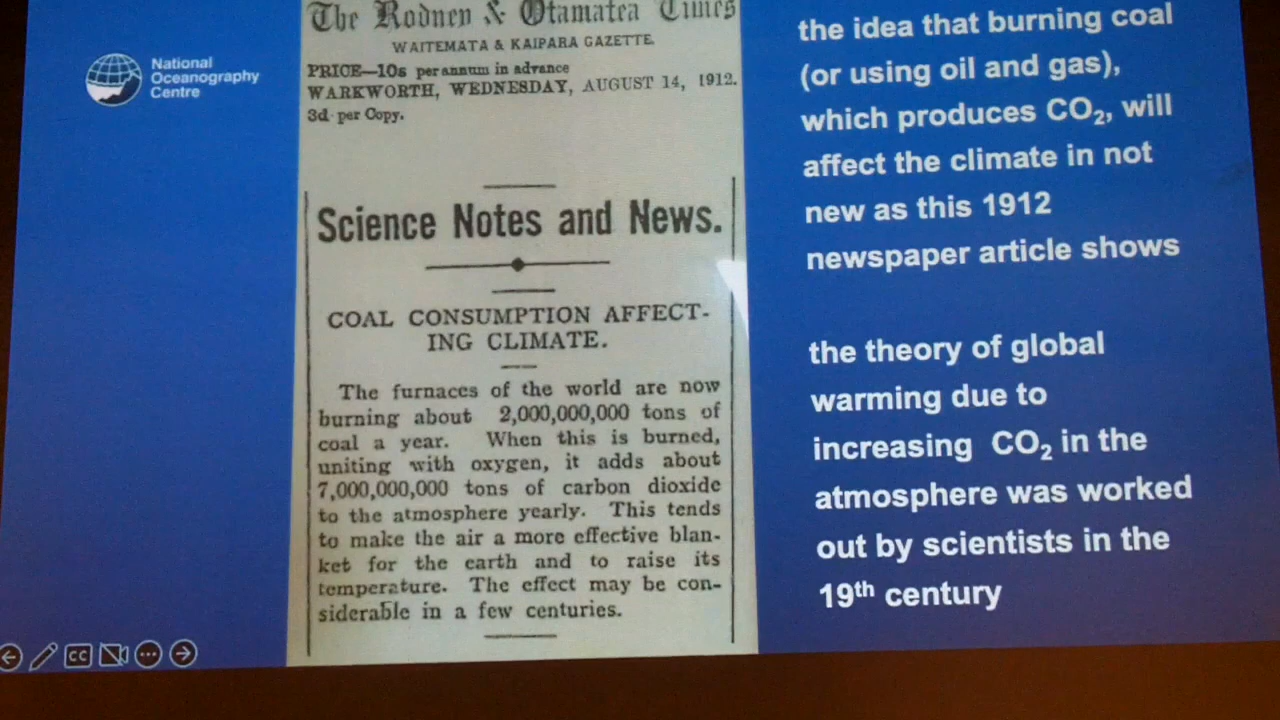 National
Oceanography
Centre
The Rodney & Otamatea Times
WAITEMATA & KAIPARA GAZETTE.
PRICE—10s per annum in advance
WARKWORTH, WEDNESDAY, AUGUST 14, 1912.
3d per Copy.
Science Notes and News.
COAL CONSUMPTION AFFECT-
ING CLIMATE.
The furnaces of the world are now
burning about 2,000,000,000 tons of
coal a year. When this is burned,
uniting with oxygen, it adds about
7,000,000,000 tons of carbon dioxide
to the atmosphere yearly. This tends
to make the air a more effective blan-
ket for the earth and to raise its
temperature. The effect may be con-
siderable in a few centuries.
the idea that burning coal
(or using oil and gas),
which produces CO₂, will
affect the climate in not
new as this 1912
newspaper article shows
the theory of global
warming due to
increasing CO₂ in the
atmosphere was worked
out by scientists in the
19th century
CC